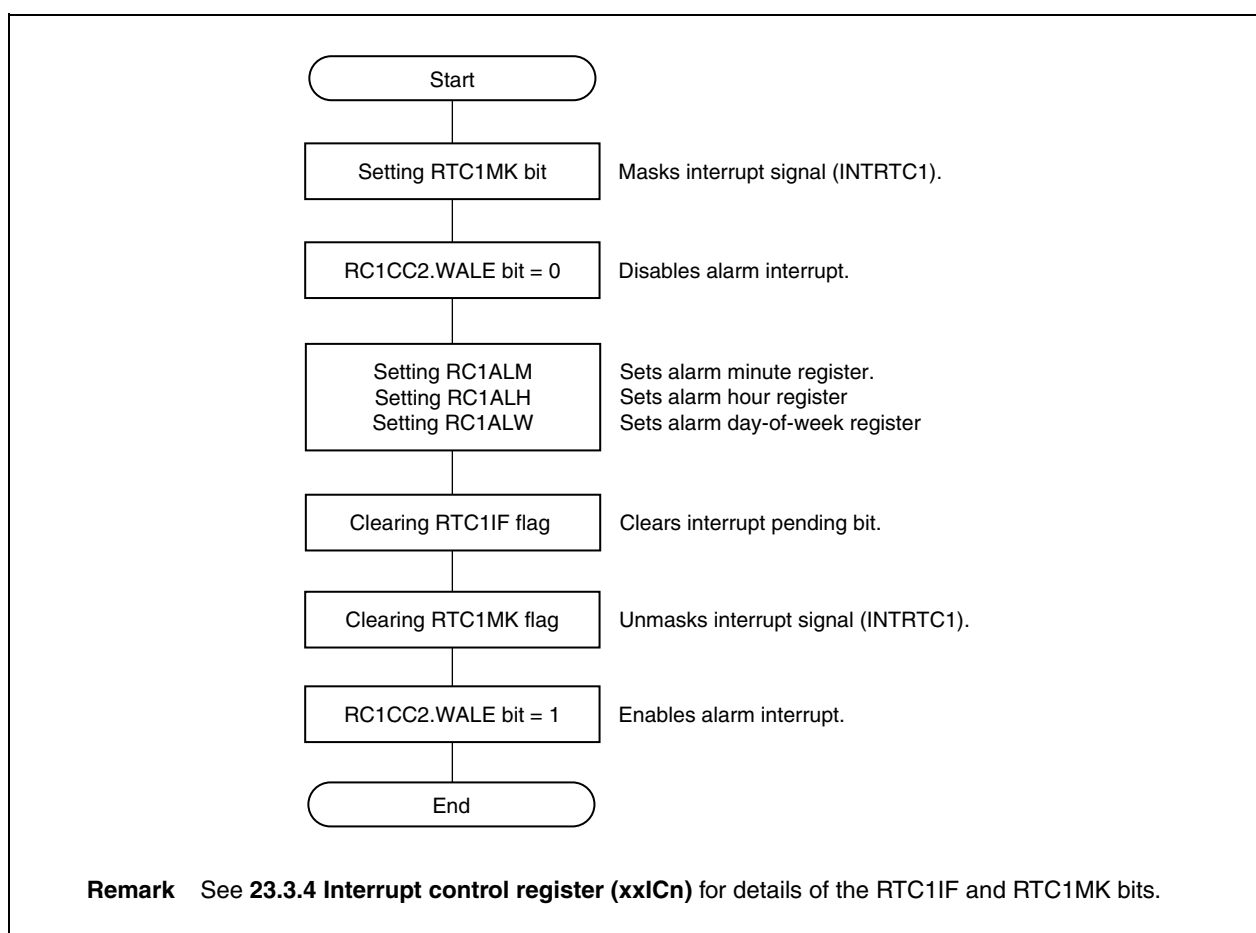 Start
Setting RTC1MK bit Masks interrupt signal (INTRTC1).
RC1CC2.WALE bit = 0 Disables alarm interrupt.
Setting RC1ALM Sets alarm minute register.
Setting RC1ALH Sets alarm hour register
Setting RC1ALW Sets alarm day-of-week register
Clearing RTC1IF flag Clears interrupt pending bit.
Clearing RTC1MK flag Unmasks interrupt signal (INTRTC1).
RC1CC2.WALE bit = 1 Enables alarm interrupt.
End
Remark See 23.3.4 Interrupt control register (xxICn) for details of the RTC1IF and RTC1MK bits.